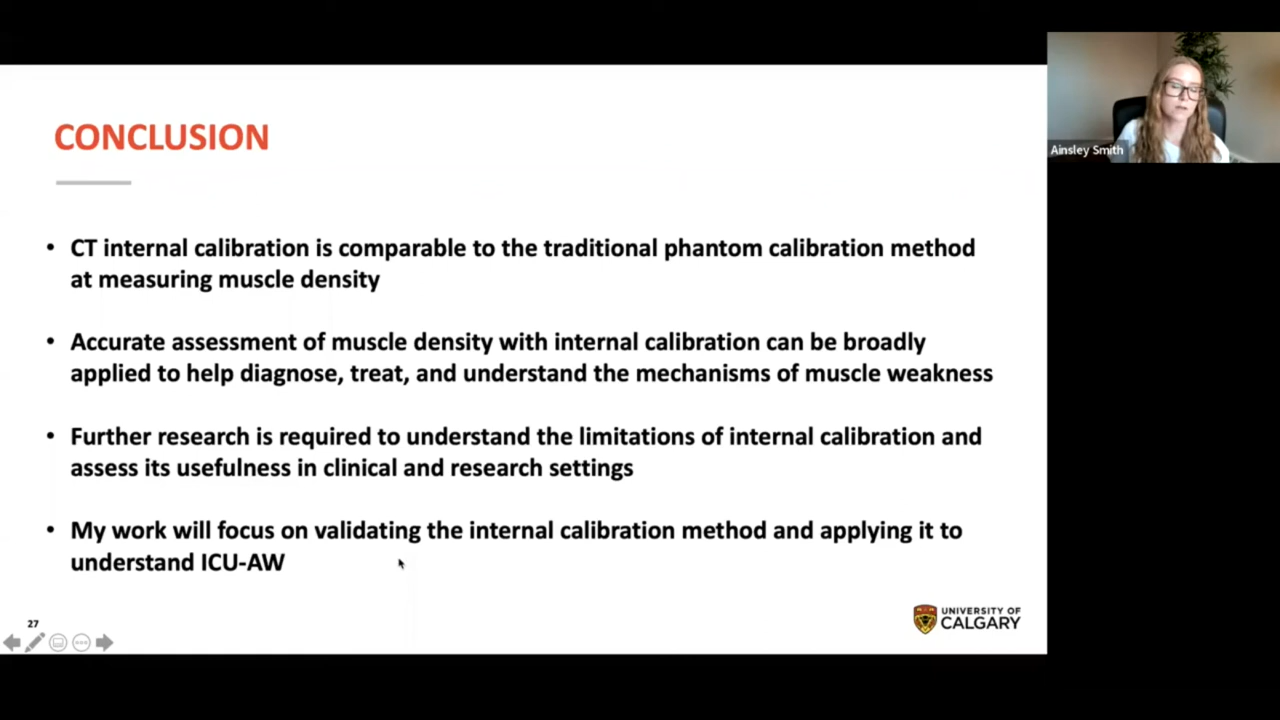 CONCLUSION
• CT internal calibration is comparable to the traditional phantom calibration method
at measuring muscle density
• Accurate assessment of muscle density with internal calibration can be broadly
applied to help diagnose, treat, and understand the mechanisms of muscle weakness
• Further research is required to understand the limitations of internal calibration and
assess its usefulness in clinical and research settings
• My work will focus on validating the internal calibration method and applying it to
understand ICU-AW
27
UNIVERSITY OF
CALGARY
Ainsley Smith